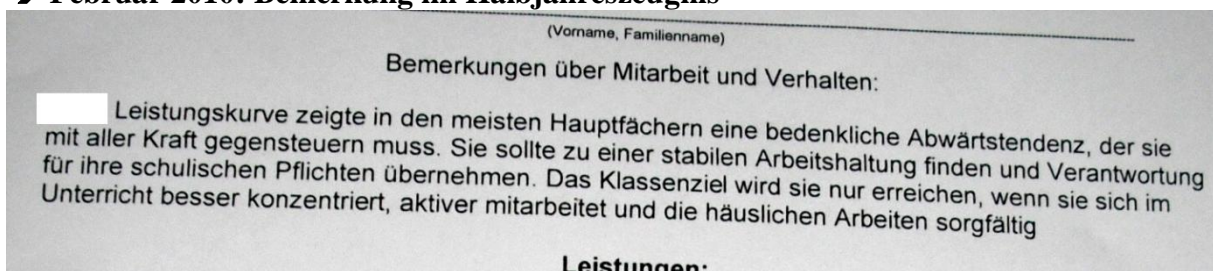 Februar 2010: Bemerkung im Halbjahreszeugnis
(Vorname, Familienname)
Bemerkungen über Mitarbeit und Verhalten:
Leistungskurve zeigte in den meisten Hauptfächern eine bedenkliche Abwärtstendenz, der sie
mit aller Kraft gegensteuern muss. Sie sollte zu einer stabilen Arbeitshaltung finden und Verantwortung
für ihre schulischen Pflichten übernehmen. Das Klassenziel wird sie nur erreichen, wenn sie sich im
Unterricht besser konzentriert, aktiver mitarbeitet und die häuslichen Arbeiten sorgfältig
Leistungen: